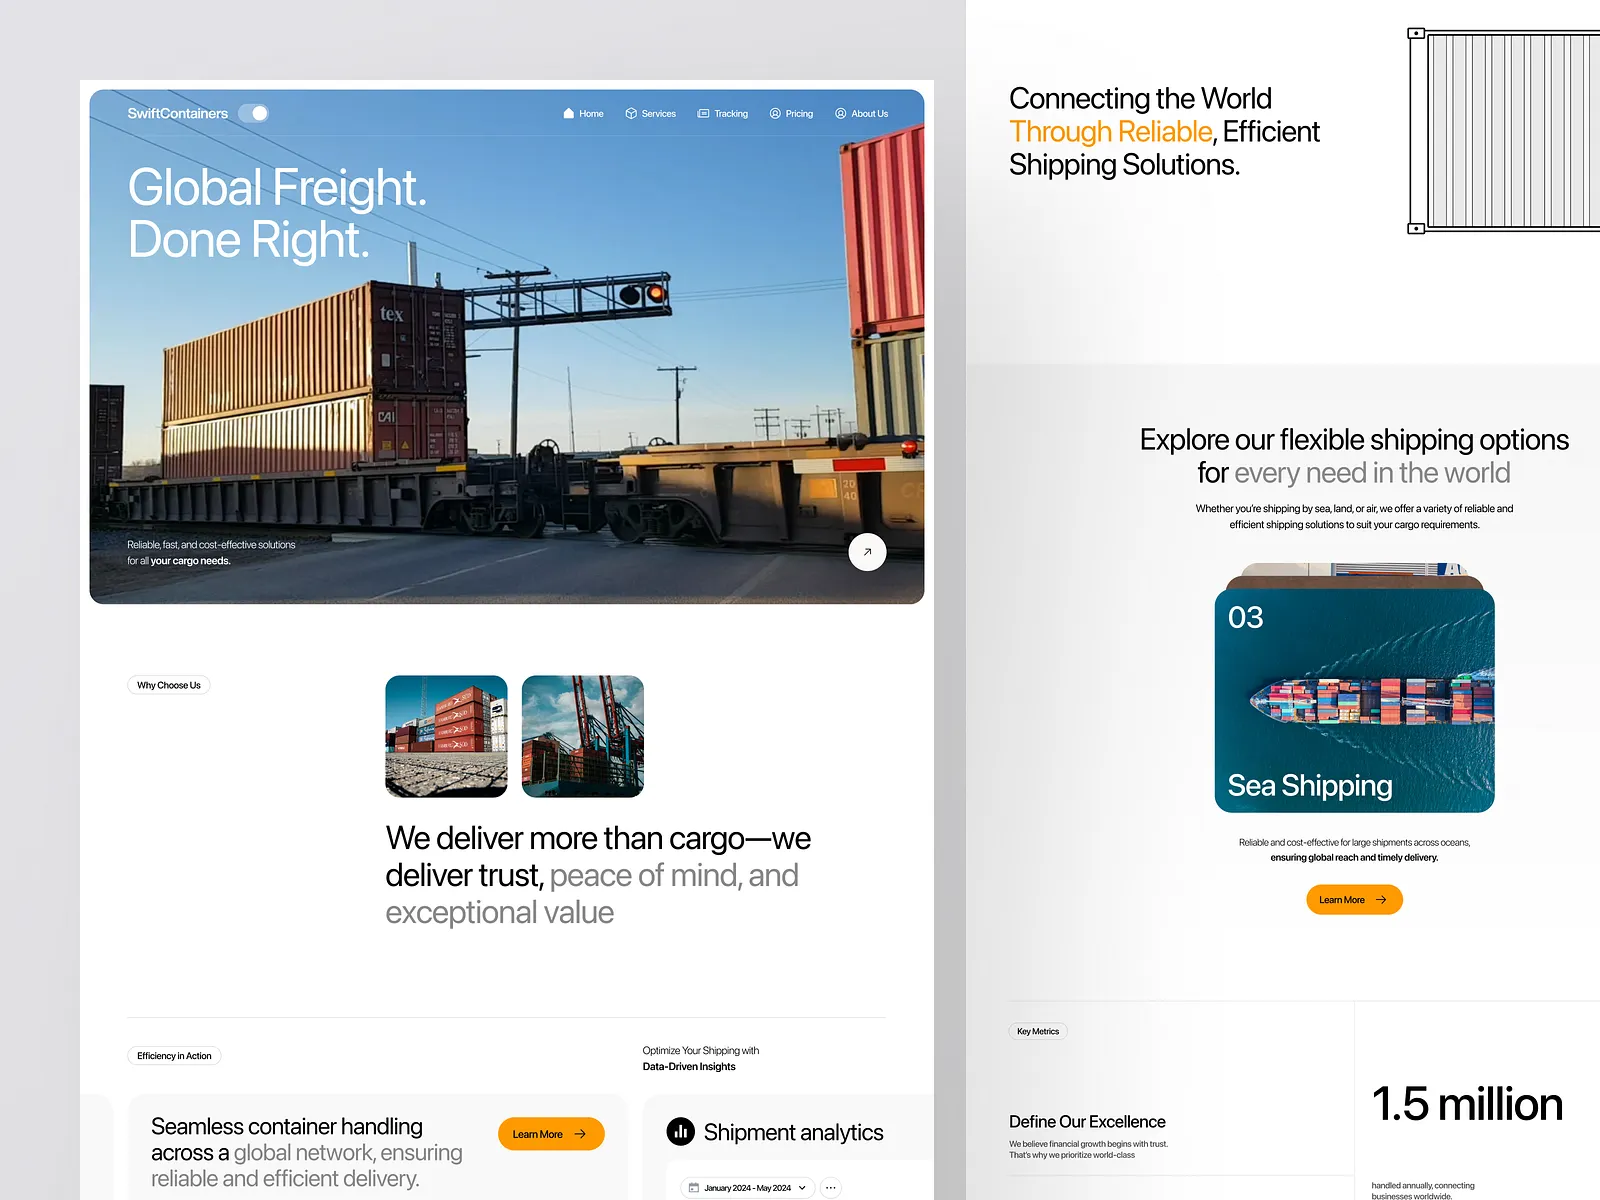 SwiftContainers
Home
Services
Tracking
Pricing
About Us
Global Freight.
Done Right.
tex
CAI
20
40
Reliable, fast, and cost-effective solutions
for all your cargo needs.
Why Choose Us
We deliver more than cargo—we
deliver trust, peace of mind, and
exceptional value
Efficiency in Action
Optimize Your Shipping with
Data-Driven Insights
Seamless container handling
across a global network, ensuring
reliable and efficient delivery.
Learn More
Shipment analytics
January 2024 - May 2024
Connecting the World
Through Reliable, Efficient
Shipping Solutions.
Explore our flexible shipping options
for every need in the world
Whether you're shipping by sea, land, or air, we offer a variety of reliable and
efficient shipping solutions to suit your cargo requirements.
03
Sea Shipping
Reliable and cost-effective for large shipments across oceans,
ensuring global reach and timely delivery.
Learn More
Key Metrics
Define Our Excellence
We believe financial growth begins with trust.
That's why we prioritize world-class
1.5 million
handled annually, connecting
businesses worldwide.